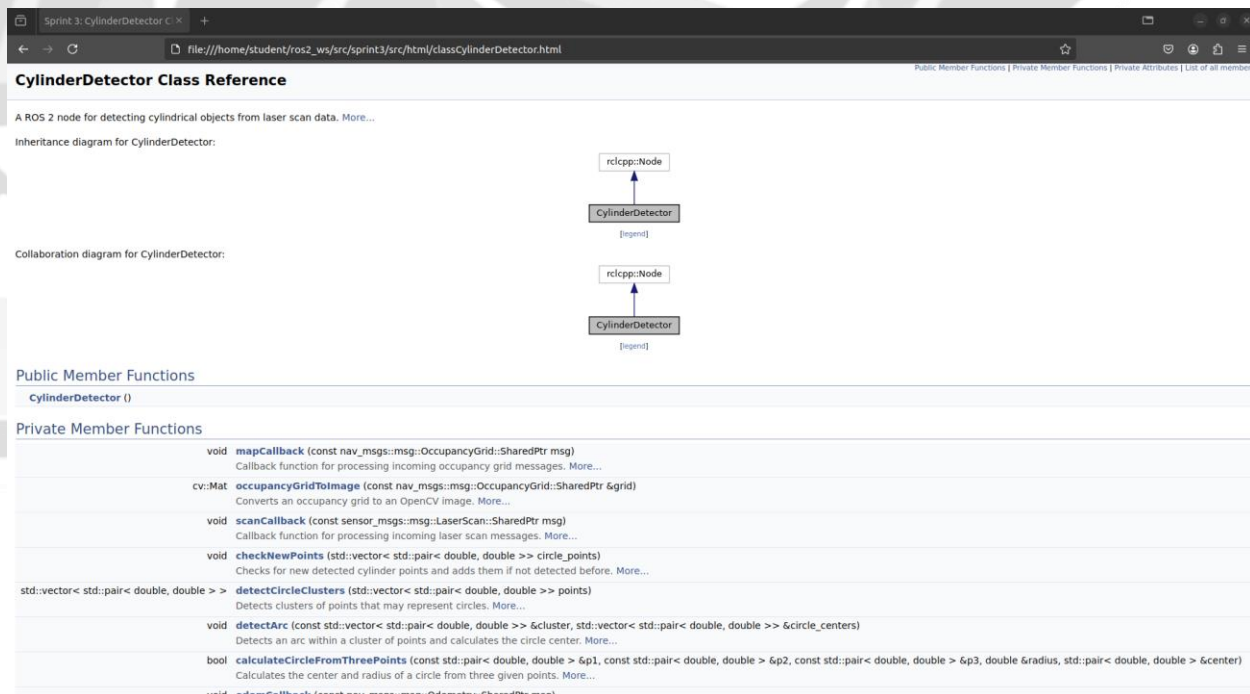 Sprint 3: CylinderDetector Cl
file:///home/student/ros2_ws/src/sprint3/src/html/classCylinderDetector.html
Public Member Functions | Private Member Functions | Private Attributes | List of all member
CylinderDetector Class Reference
A ROS 2 node for detecting cylindrical objects from laser scan data. More...
Inheritance diagram for CylinderDetector:
rclcpp::Node
CylinderDetector
[legend]
Collaboration diagram for CylinderDetector:
rclcpp::Node
CylinderDetector
[legend]
Public Member Functions
CylinderDetector ()
Private Member Functions
void mapCallback (const nav_msgs::msg::OccupancyGrid::SharedPtr msg)
Callback function for processing incoming occupancy grid messages. More...
cv::Mat occupancyGridToImage (const nav_msgs::msg::OccupancyGrid::SharedPtr &grid)
Converts an occupancy grid to an OpenCV image. More...
void scanCallback (const sensor_msgs::msg::LaserScan::SharedPtr msg)
Callback function for processing incoming laser scan messages. More...
void checkNewPoints (std::vector< std::pair< double, double >> circle_points)
Checks for new detected cylinder points and adds them if not detected before. More...
std::vector< std::pair< double, double > > detectCircleClusters (std::vector< std::pair< double, double >> points)
Detects clusters of points that may represent circles. More...
void detectArc (const std::vector< std::pair< double, double >> &cluster, std::vector< std::pair< double, double >> &circle_centers)
Detects an arc within a cluster of points and calculates the circle center. More...
bool calculateCircleFromThreePoints (const std::pair< double, double > &p1, const std::pair< double, double > &p2, const std::pair< double, double > &p3, double &radius, std::pair< double, double > &center)
Calculates the center and radius of a circle from three given points. More...
void odomCallback (const nav_msgs::msg::Odometry::SharedPtr msg)